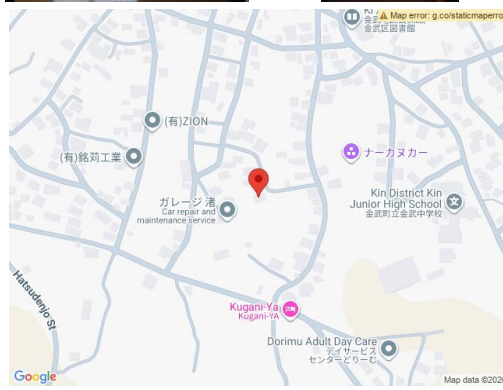 Map error: g.co/staticmaperro
金武区図書館
(有)ZION
(有)銘苅工業
ナーカヌカー
Kin District Kin
Junior High School
金武町立金武中学校
ガレージ 渚
Car repair and
maintenance service
Hatsudenjo St
Kugani-Ya
Kugani-YA
Dorimu Adult Day Care
デイサービス
センターどりーむ
Google
Map data ©2026